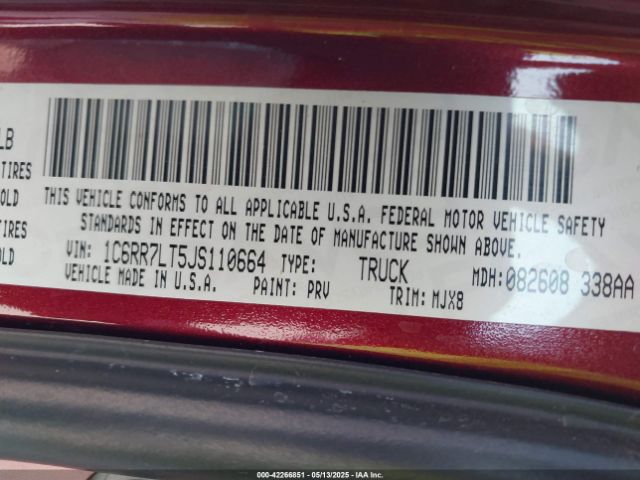 LB
TIRES
OLD
TIRES
OLD
THIS VEHICLE CONFORMS TO ALL APPLICABLE U.S.A. FEDERAL MOTOR VEHICLE SAFETY
STANDARDS IN EFFECT ON THE DATE OF MANUFACTURE SHOWN ABOVE.
VIN: 1C6RR7LT5JS110664 TYPE: TRUCK MDH:082608 338AA
VEHICLE MADE IN U.S.A. PAINT: PRV TRIM: MJX8
000-42266851 - 05/13/2025 - IAAI